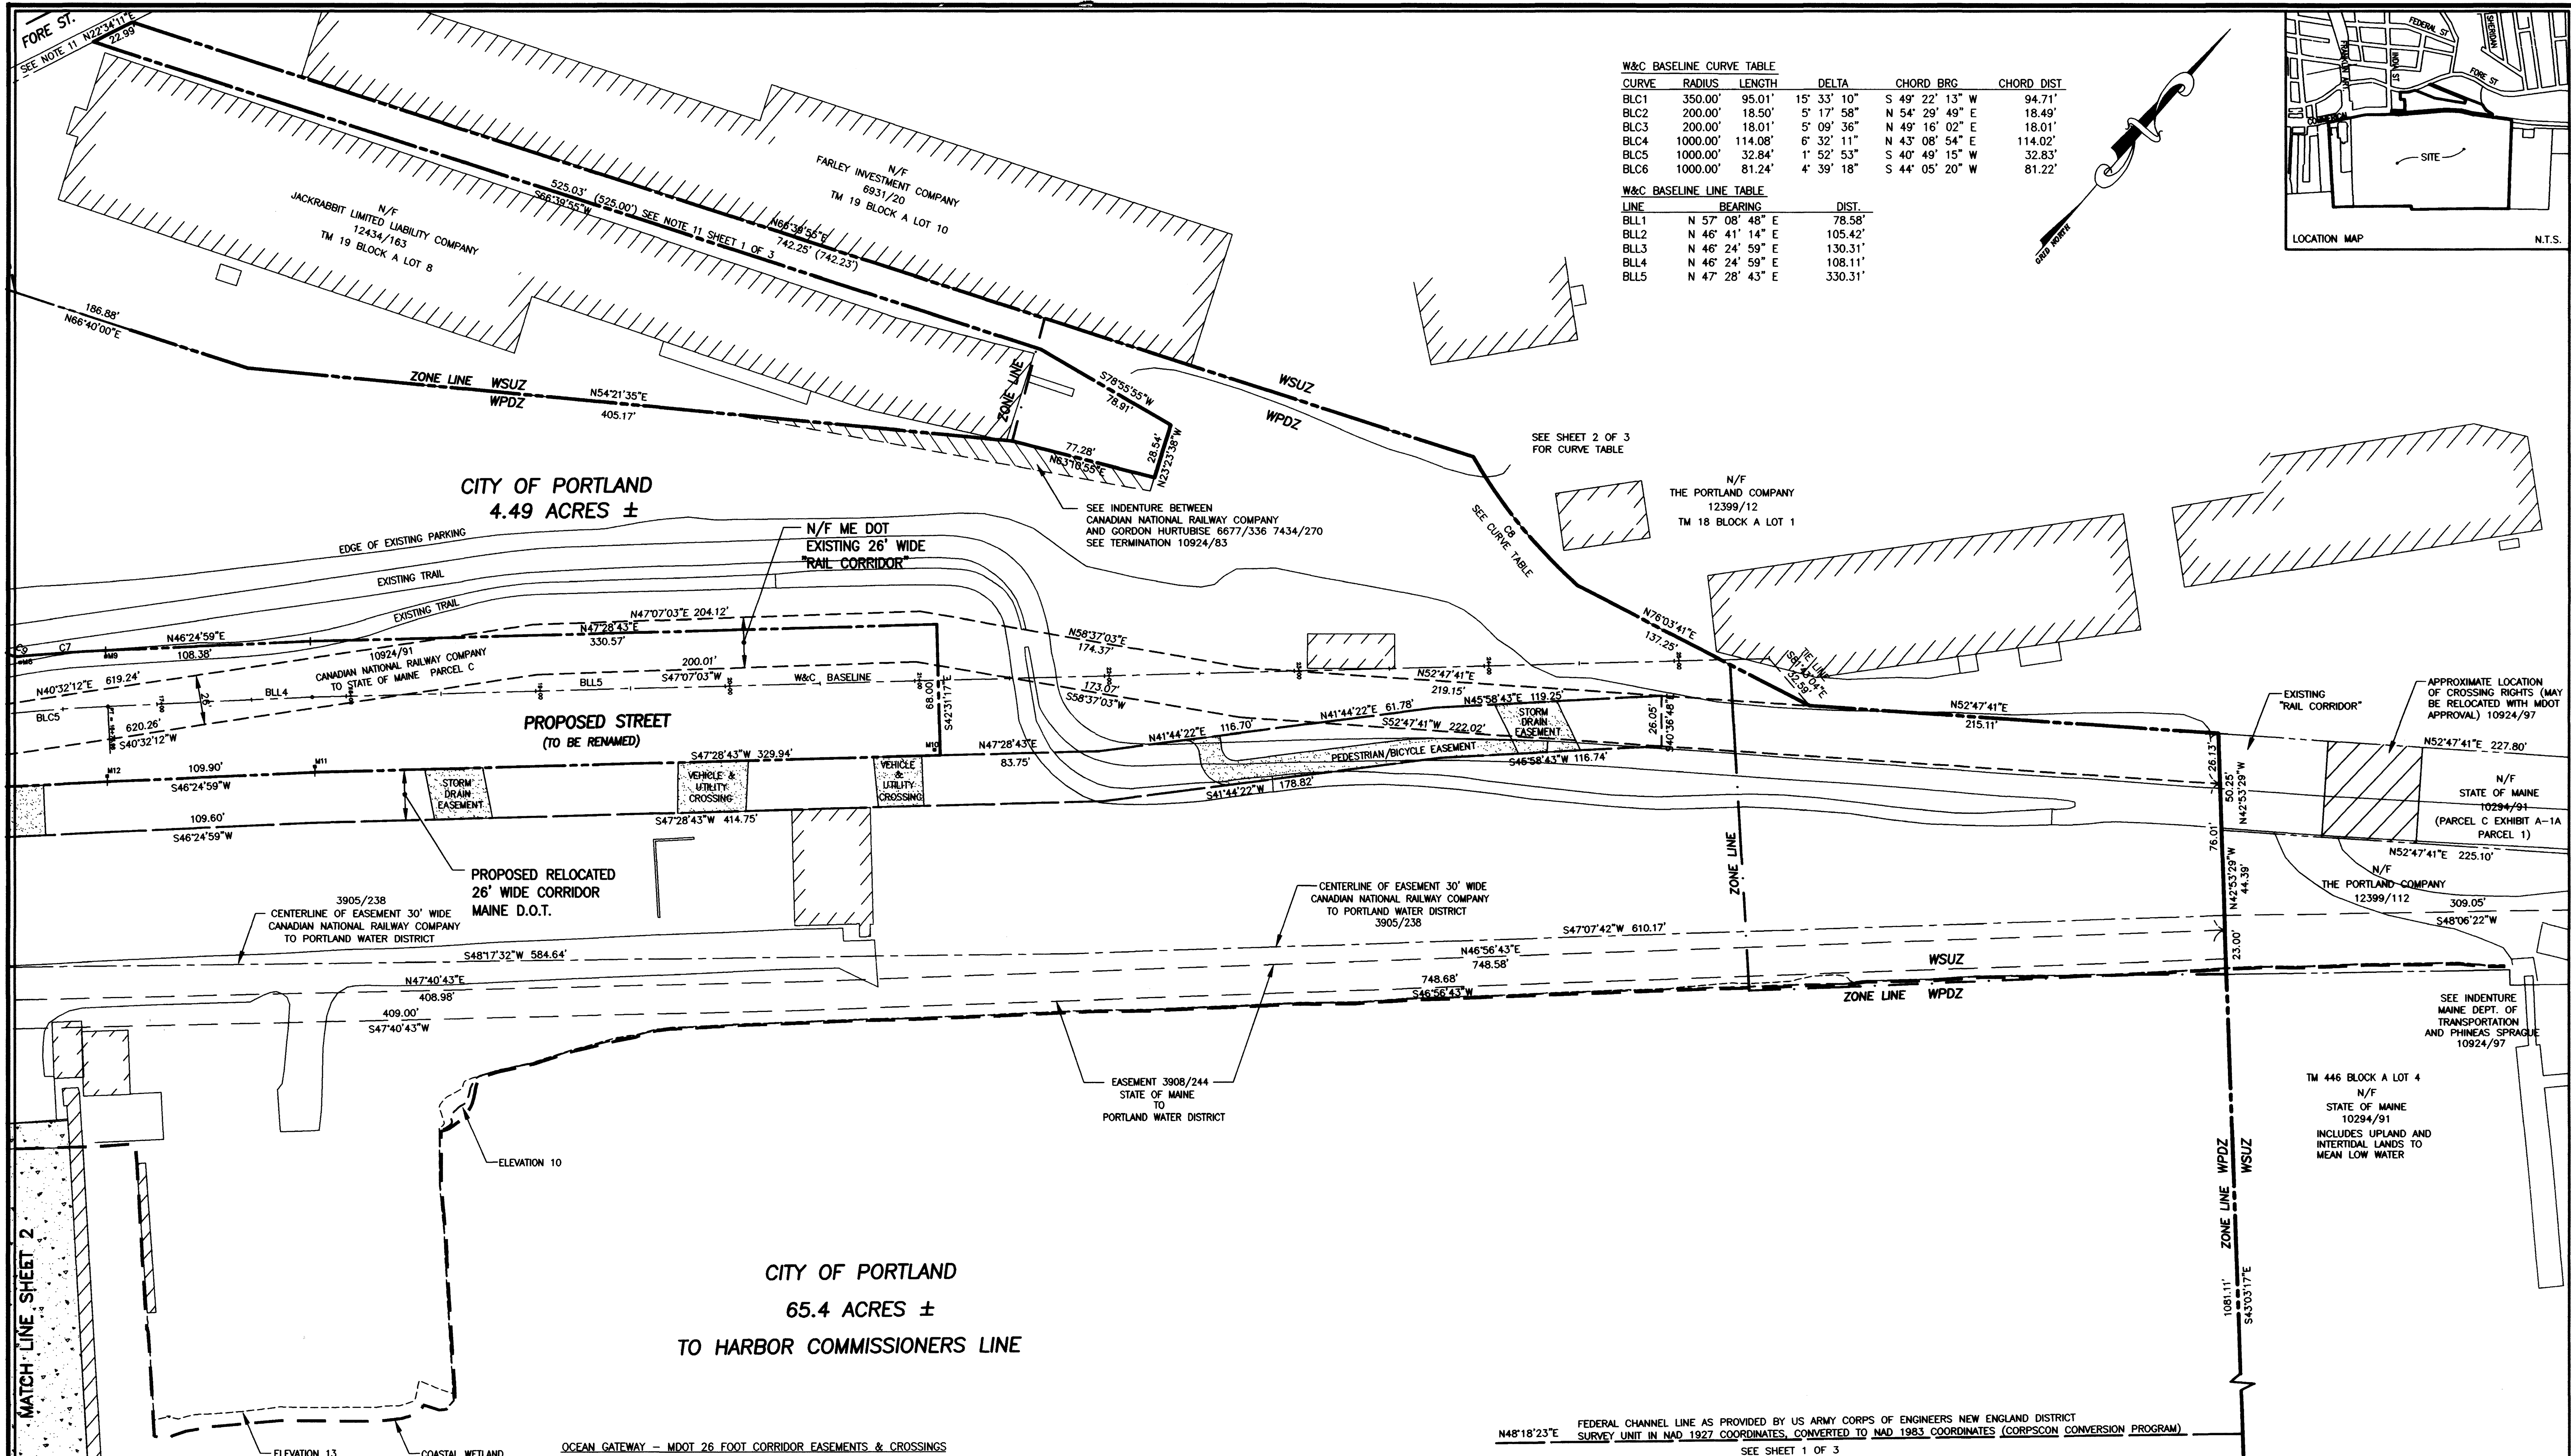 FORE ST.
SEE NOTE 11 N22°34'11"E
22.99'
N/F
FARLEY INVESTMENT COMPANY
6931/20
TM 19 BLOCK A LOT 10
N/F
JACKRABBIT LIMITED LIABILITY COMPANY
12434/163
TM 19 BLOCK A LOT 8
525.03' (525.00') SEE NOTE 11 SHEET 1 OF 3
S66°39'55"W
N66°39'55"E
742.25' (742.23')
W&C BASELINE CURVE TABLE
CURVE RADIUS LENGTH DELTA CHORD BRG CHORD DIST
BLC1 350.00' 95.01' 15° 33' 10" S 49° 22' 13" W 94.71'
BLC2 200.00' 18.50' 5° 17' 58" N 54° 29' 49" E 18.49'
BLC3 200.00' 18.01' 5° 09' 36" N 49° 16' 02" E 18.01'
BLC4 1000.00' 114.08' 6° 32' 11" N 43° 08' 54" E 114.02'
BLC5 1000.00' 32.84' 1° 52' 53" S 40° 49' 15" W 32.83'
BLC6 1000.00' 81.24' 4° 39' 18" S 44° 05' 20" W 81.22'
W&C BASELINE LINE TABLE
LINE BEARING DIST.
BLL1 N 57° 08' 48" E 78.58'
BLL2 N 46° 41' 14" E 105.42'
BLL3 N 46° 24' 59" E 130.31'
BLL4 N 46° 24' 59" E 108.11'
BLL5 N 47° 28' 43" E 330.31'
GRID NORTH
FEDERAL ST
SHERIDAN
FRANKLIN ART.
INDIA ST
FORE ST
COMMERCIAL
SITE
LOCATION MAP N.T.S.
186.88'
N66°40'00"E
ZONE LINE WSUZ
WPDZ
N54°21'35"E
405.17'
ZONE LINE
S78°55'55"W
78.91'
28.54'
N23°23'38"W
77.28'
N63°10'55"E
WSUZ
WPDZ
SEE SHEET 2 OF 3
FOR CURVE TABLE
C8
SEE CURVE TABLE
N/F
THE PORTLAND COMPANY
12399/12
TM 18 BLOCK A LOT 1
CITY OF PORTLAND
4.49 ACRES ±
SEE INDENTURE BETWEEN
CANADIAN NATIONAL RAILWAY COMPANY
AND GORDON HURTUBISE 6677/336 7434/270
SEE TERMINATION 10924/83
N/F ME DOT
EXISTING 26' WIDE
"RAIL CORRIDOR"
EDGE OF EXISTING PARKING
EXISTING TRAIL
EXISTING TRAIL
C7
M9
N46°24'59"E
108.38'
N47°07'03"E 204.12'
N47°28'43"E
330.57'
N58°37'03"E
174.37'
N76°03'41"E
137.25'
TIE LINE
S81°43'04"E
32.59'
10924/91
CANADIAN NATIONAL RAILWAY COMPANY
TO STATE OF MAINE PARCEL C
N40°32'12"E 619.24'
26'
BLL4
BLC5
620.26'
S40°32'12"W
200.01'
S47°07'03"W
BLL5
W&C BASELINE
173.07'
S58°37'03"W
68.00'
S42°31'17"E
N52°47'41"E
219.15'
N45°58'43"E 119.25'
N41°44'22"E 61.78'
S52°47'41"W 222.02'
STORM
DRAIN
EASEMENT
26.05'
S40°36'48"E
PROPOSED STREET
(TO BE RENAMED)
M10
N47°28'43"E
83.75'
N41°44'22"E 116.70'
PEDESTRIAN/BICYCLE EASEMENT
S45°58'43"W 116.74'
S41°44'22"W 178.82'
N52°47'41"E
215.11'
EXISTING
"RAIL CORRIDOR"
APPROXIMATE LOCATION
OF CROSSING RIGHTS (MAY
BE RELOCATED WITH MDOT
APPROVAL) 10924/97
N52°47'41"E 227.80'
N/F
STATE OF MAINE
10294/91
(PARCEL C EXHIBIT A-1A
PARCEL 1)
N52°47'41"E 225.10'
26.13'
50.25'
N42°53'29"W
76.01'
N42°53'29"W
44.39'
23.00'
N/F
THE PORTLAND COMPANY
12399/112
309.05'
S48°06'22"W
M12
109.90'
S46°24'59"W
M11
S47°28'43"W 329.94'
STORM
DRAIN
EASEMENT
VEHICLE &
UTILITY
CROSSING
VEHICLE
&
UTILITY
CROSSING
109.60'
S46°24'59"W
S47°28'43"W 414.75'
PROPOSED RELOCATED
26' WIDE CORRIDOR
MAINE D.O.T.
3905/238
CENTERLINE OF EASEMENT 30' WIDE
CANADIAN NATIONAL RAILWAY COMPANY
TO PORTLAND WATER DISTRICT
CENTERLINE OF EASEMENT 30' WIDE
CANADIAN NATIONAL RAILWAY COMPANY
TO PORTLAND WATER DISTRICT
3905/238
ZONE LINE
S48°17'32"W 584.64'
S47°07'42"W 610.17'
N46°56'43"E
748.58'
748.68'
S46°56'43"W
WSUZ
ZONE LINE WPDZ
N47°40'43"E
408.98'
409.00'
S47°40'43"W
SEE INDENTURE
MAINE DEPT. OF
TRANSPORTATION
AND PHINEAS SPRAGUE
10924/97
EASEMENT 3908/244
STATE OF MAINE
TO
PORTLAND WATER DISTRICT
TM 446 BLOCK A LOT 4
N/F
STATE OF MAINE
10294/91
INCLUDES UPLAND AND
INTERTIDAL LANDS TO
MEAN LOW WATER
ELEVATION 10
ZONE LINE WPDZ
WSUZ
1081.11'
S43°03'17"E
MATCH LINE SHEET 2
CITY OF PORTLAND
65.4 ACRES ±
TO HARBOR COMMISSIONERS LINE
ELEVATION 13
COASTAL WETLAND
OCEAN GATEWAY – MDOT 26 FOOT CORRIDOR EASEMENTS & CROSSINGS
N48°18'23"E
FEDERAL CHANNEL LINE AS PROVIDED BY US ARMY CORPS OF ENGINEERS NEW ENGLAND DISTRICT
SURVEY UNIT IN NAD 1927 COORDINATES, CONVERTED TO NAD 1983 COORDINATES (CORPSCON CONVERSION PROGRAM)
SEE SHEET 1 OF 3